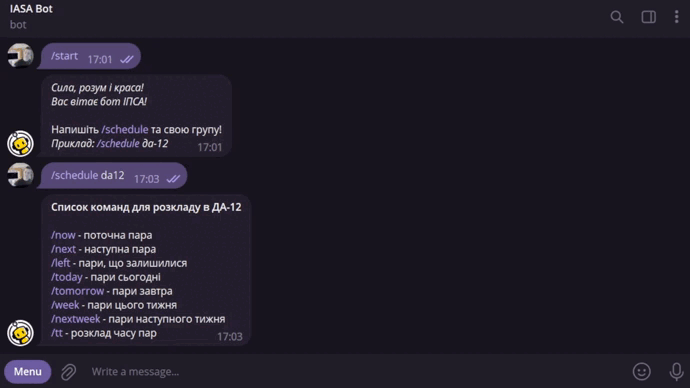 IASA Bot
bot
/start 17:01
Сила, розум і краса!
Вас вітає бот ІПСА!
Напишіть /schedule та свою групу!
Приклад: /schedule да-12 17:01
/schedule da12 17:03
Список команд для розкладу в ДА-12
/now - поточна пара
/next - наступна пара
/left - пари, що залишилися
/today - пари сьогодні
/tomorrow - пари завтра
/week - пари цього тижня
/nextweek - пари наступного тижня
/tt - розклад часу пар 17:03
Menu Write a message...